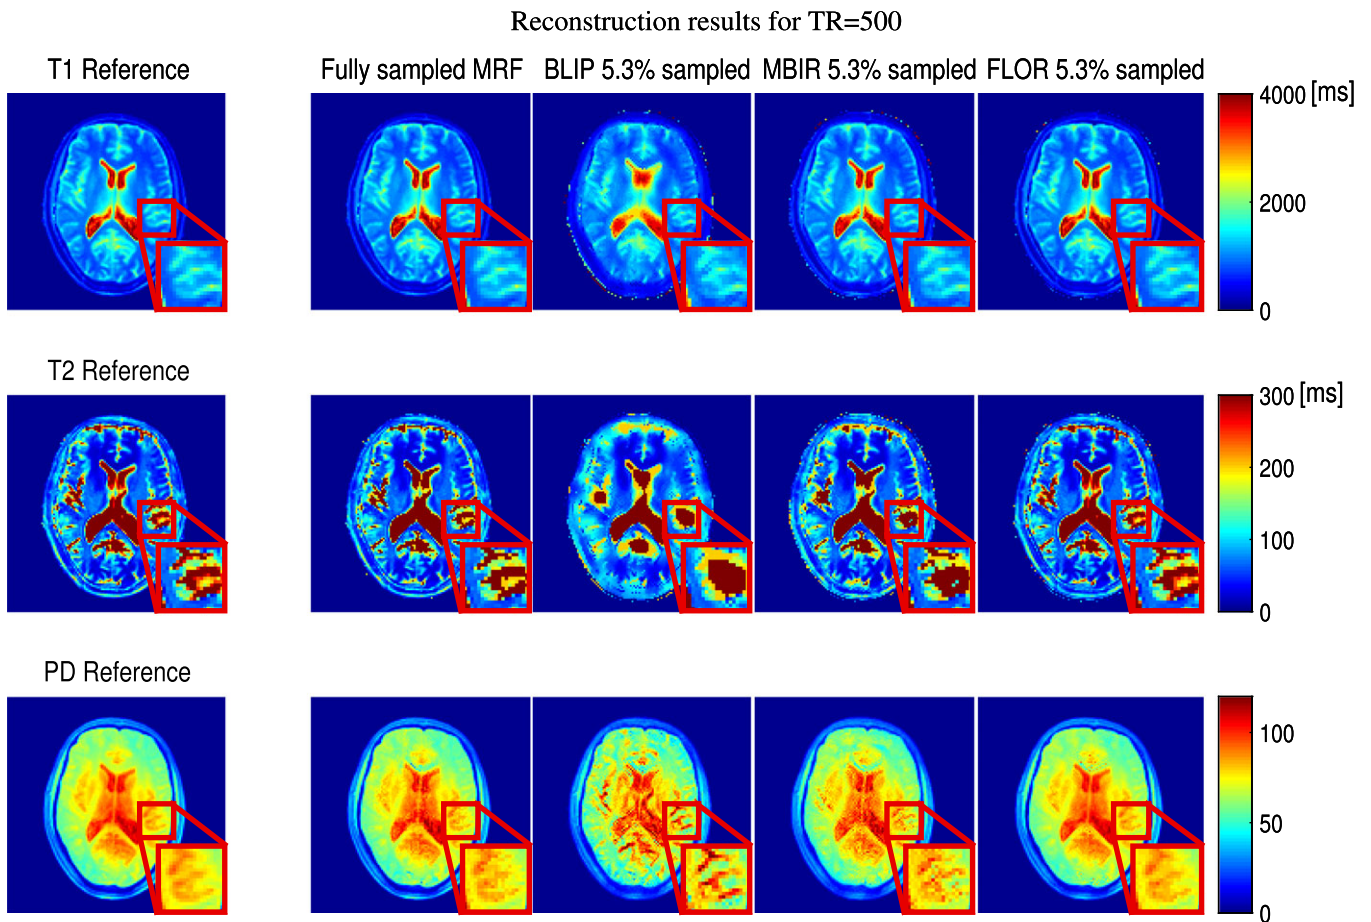 Reconstruction results for TR=500
T1 Reference
Fully sampled MRF
BLIP 5.3% sampled
MBIR 5.3% sampled
FLOR 5.3% sampled
4000 [ms]
2000
0
T2 Reference
300 [ms]
200
100
0
PD Reference
100
50
0